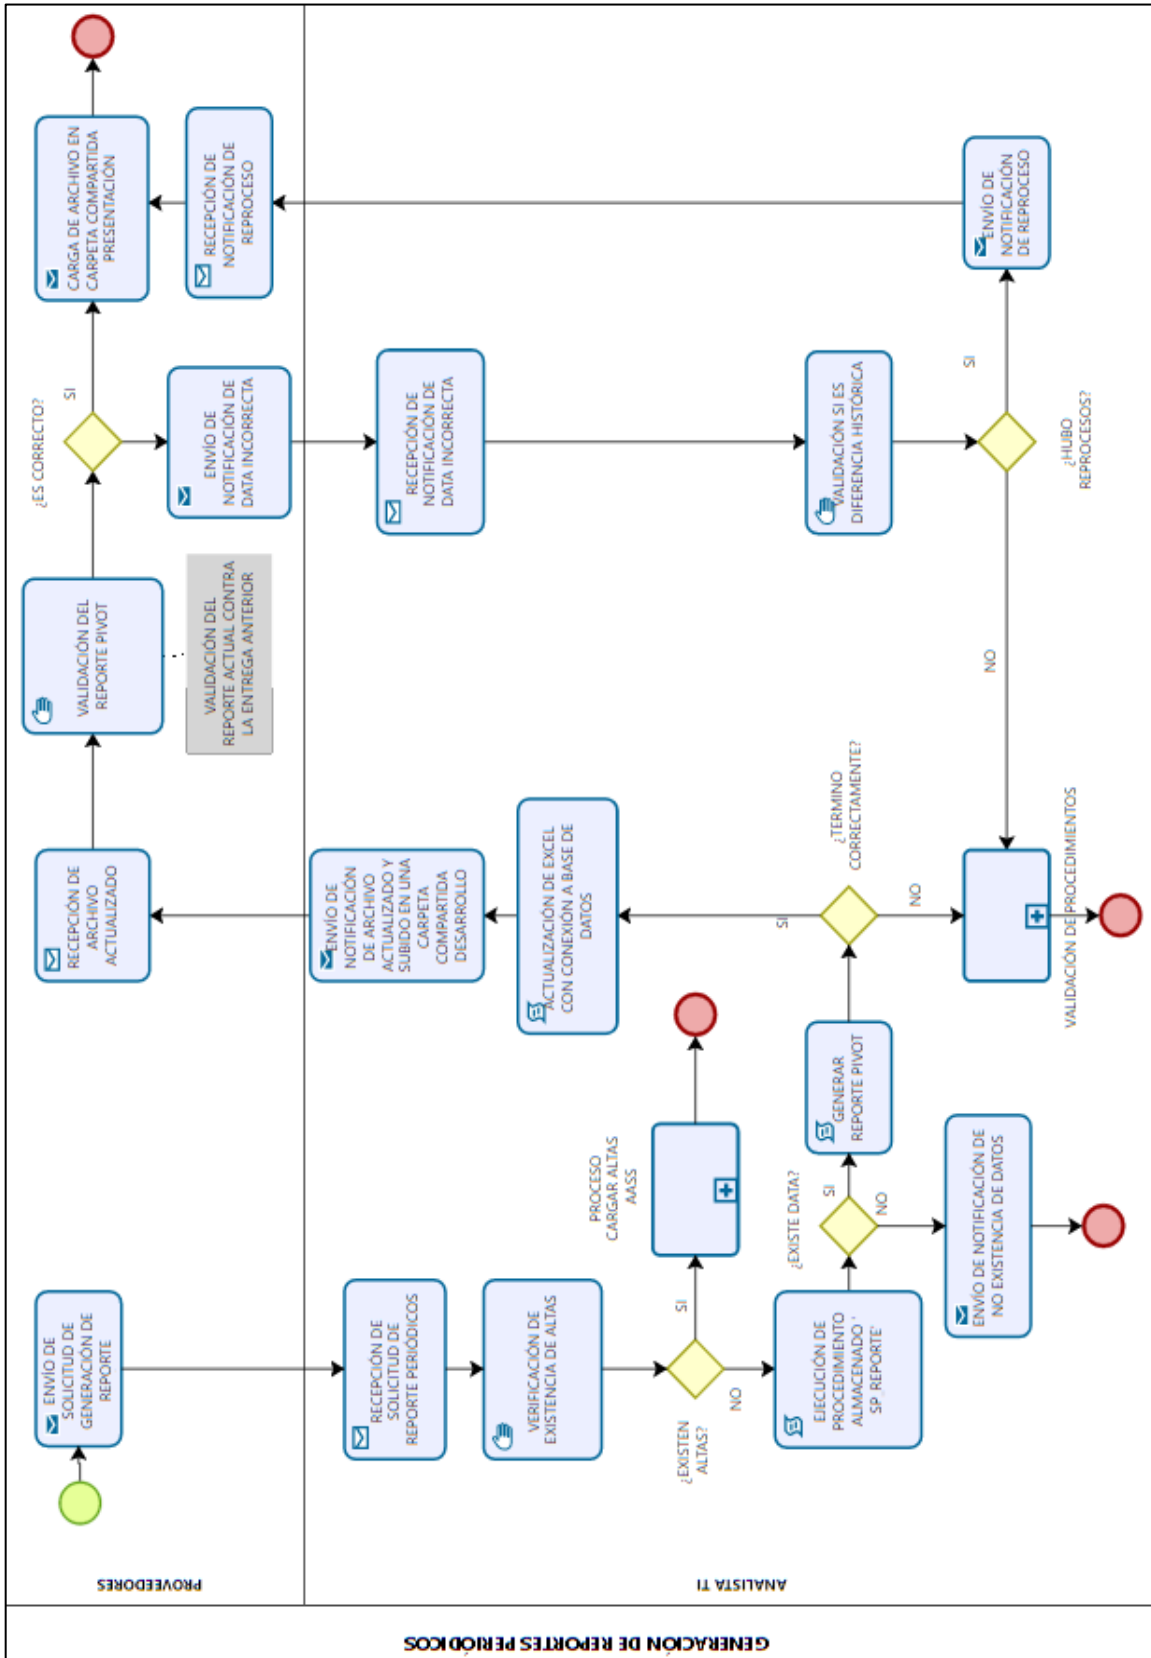 GENERACIÓN DE REPORTES PERIÓDICOS
PROVEEDORES
ENVÍO DE
SOLICITUD DE
GENERACIÓN DE
REPORTE
RECEPCIÓN DE
ARCHIVO
ACTUALIZADO
VALIDACIÓN DEL
REPORTE PIVOT
VALIDACIÓN DEL
REPORTE ACTUAL CONTRA
LA ENTREGA ANTERIOR
¿ES CORRECTO?
SI
ENVÍO DE
NOTIFICACIÓN DE
DATA INCORRECTA
CARGA DE ARCHIVO EN
CARPETA COMPARTIDA
PRESENTACIÓN
RECEPCIÓN DE
NOTIFICACIÓN DE
REPROCESO
ANALISTA TI
RECEPCIÓN DE
SOLICITUD DE
REPORTE PERIÓDICOS
VERIFICACIÓN DE
EXISTENCIA DE ALTAS
¿EXISTEN
ALTAS?
SI
NO
PROCESO
CARGAR ALTAS
AASS
EJECUCIÓN DE
PROCEDIMIENTO
ALMACENADO '
SP_REPORTE'
¿EXISTE DATA?
SI
NO
ENVÍO DE NOTIFICACIÓN DE
NO EXISTENCIA DE DATOS
GENERAR
REPORTE PIVOT
¿TERMINO
CORRECTAMENTE?
SI
NO
ACTUALIZACIÓN DE EXCEL
CON CONEXIÓN A BASE DE
DATOS
ENVÍO DE
NOTIFICACIÓN
DE ARCHIVO
ACTUALIZADO Y
SUBIDO EN UNA
CARPETA
COMPARTIDA
DESARROLLO
VALIDACIÓN DE PROCEDIMIENTOS
RECEPCIÓN DE
NOTIFICACIÓN DE
DATA INCORRECTA
VALIDACIÓN SI ES
DIFERENCIA HISTÓRICA
¿HUBO
REPROCESOS?
SI
NO
ENVÍO DE
NOTIFICACIÓN
DE REPROCESO